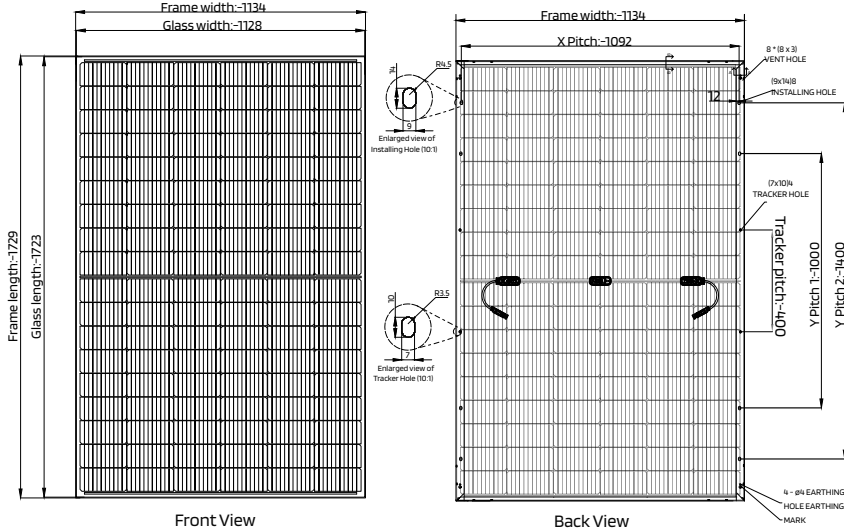 Frame width:-1134
Glass width:-1128
Frame length:-1729
Glass length:-1723
Front View
14
R4.5
9
Enlarged view of
Installing Hole (10:1)
10
R3.5
7
Enlarged view of
Tracker Hole (10:1)
Frame width:-1134
X Pitch:-1092
8 * (8 x 3)
VENT HOLE
(9x14)8
INSTALLING HOLE
12
(7x10)4
TRACKER HOLE
Tracker pitch:-400
Y Pitch 1:-1000
Y Pitch 2:-1400
4 - ø4 EARTHING
HOLE EARTHING
MARK
Back View